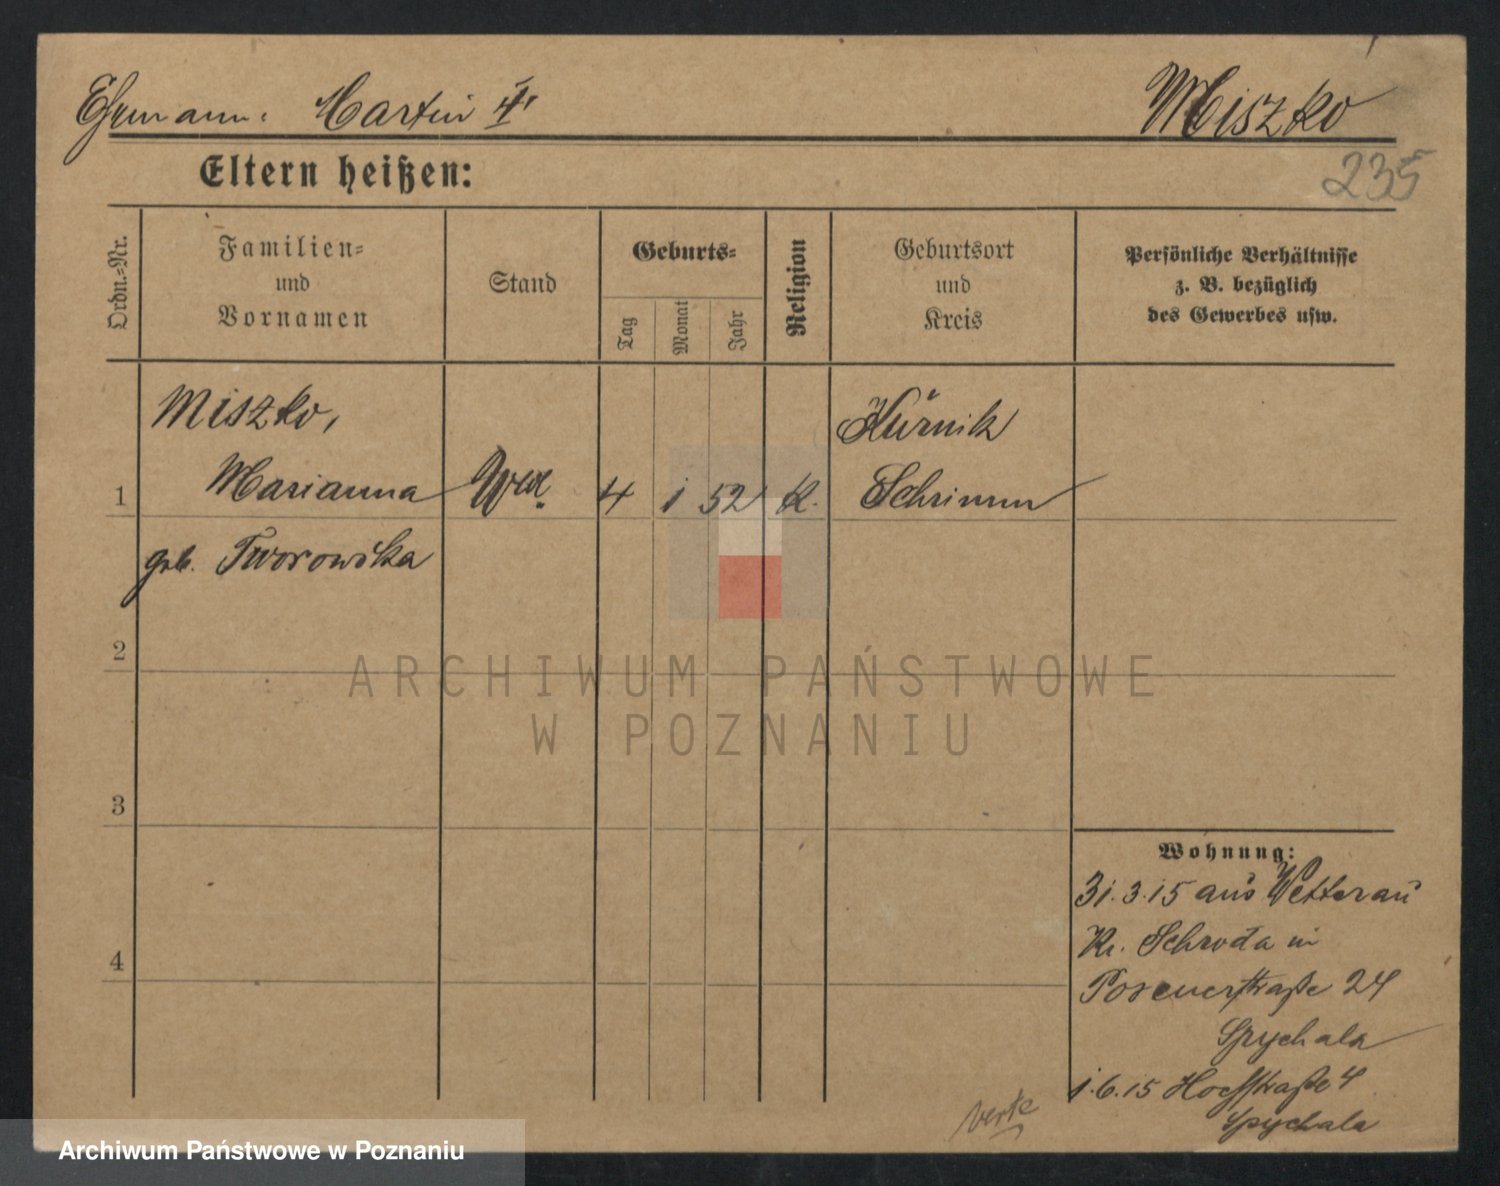 Ehemann: Martin †. Miszko
Eltern heißen:
235
Ordn.=Nr.
Familien=
und
Vornamen
Stand
Geburts=
Tag
Monat
Jahr
Religion
Geburtsort
und
Kreis
Persönliche Verhältnisse
z. B. bezüglich
des Gewerbes usw.
Miszko,
1 Marianna Wwe. 4 1 52 K. Kurnik
Schrimm
geb. Tworowska
2
3
4
Wohnung:
31.3.15 aus Wetterau
Kr. Schroda in
Posenerstraße 24
Spychala
1.6.15 Hochstraße 4
Spychala
verte
ARCHIWUM PAŃSTWOWE
W POZNANIU
Archiwum Państwowe w Poznaniu